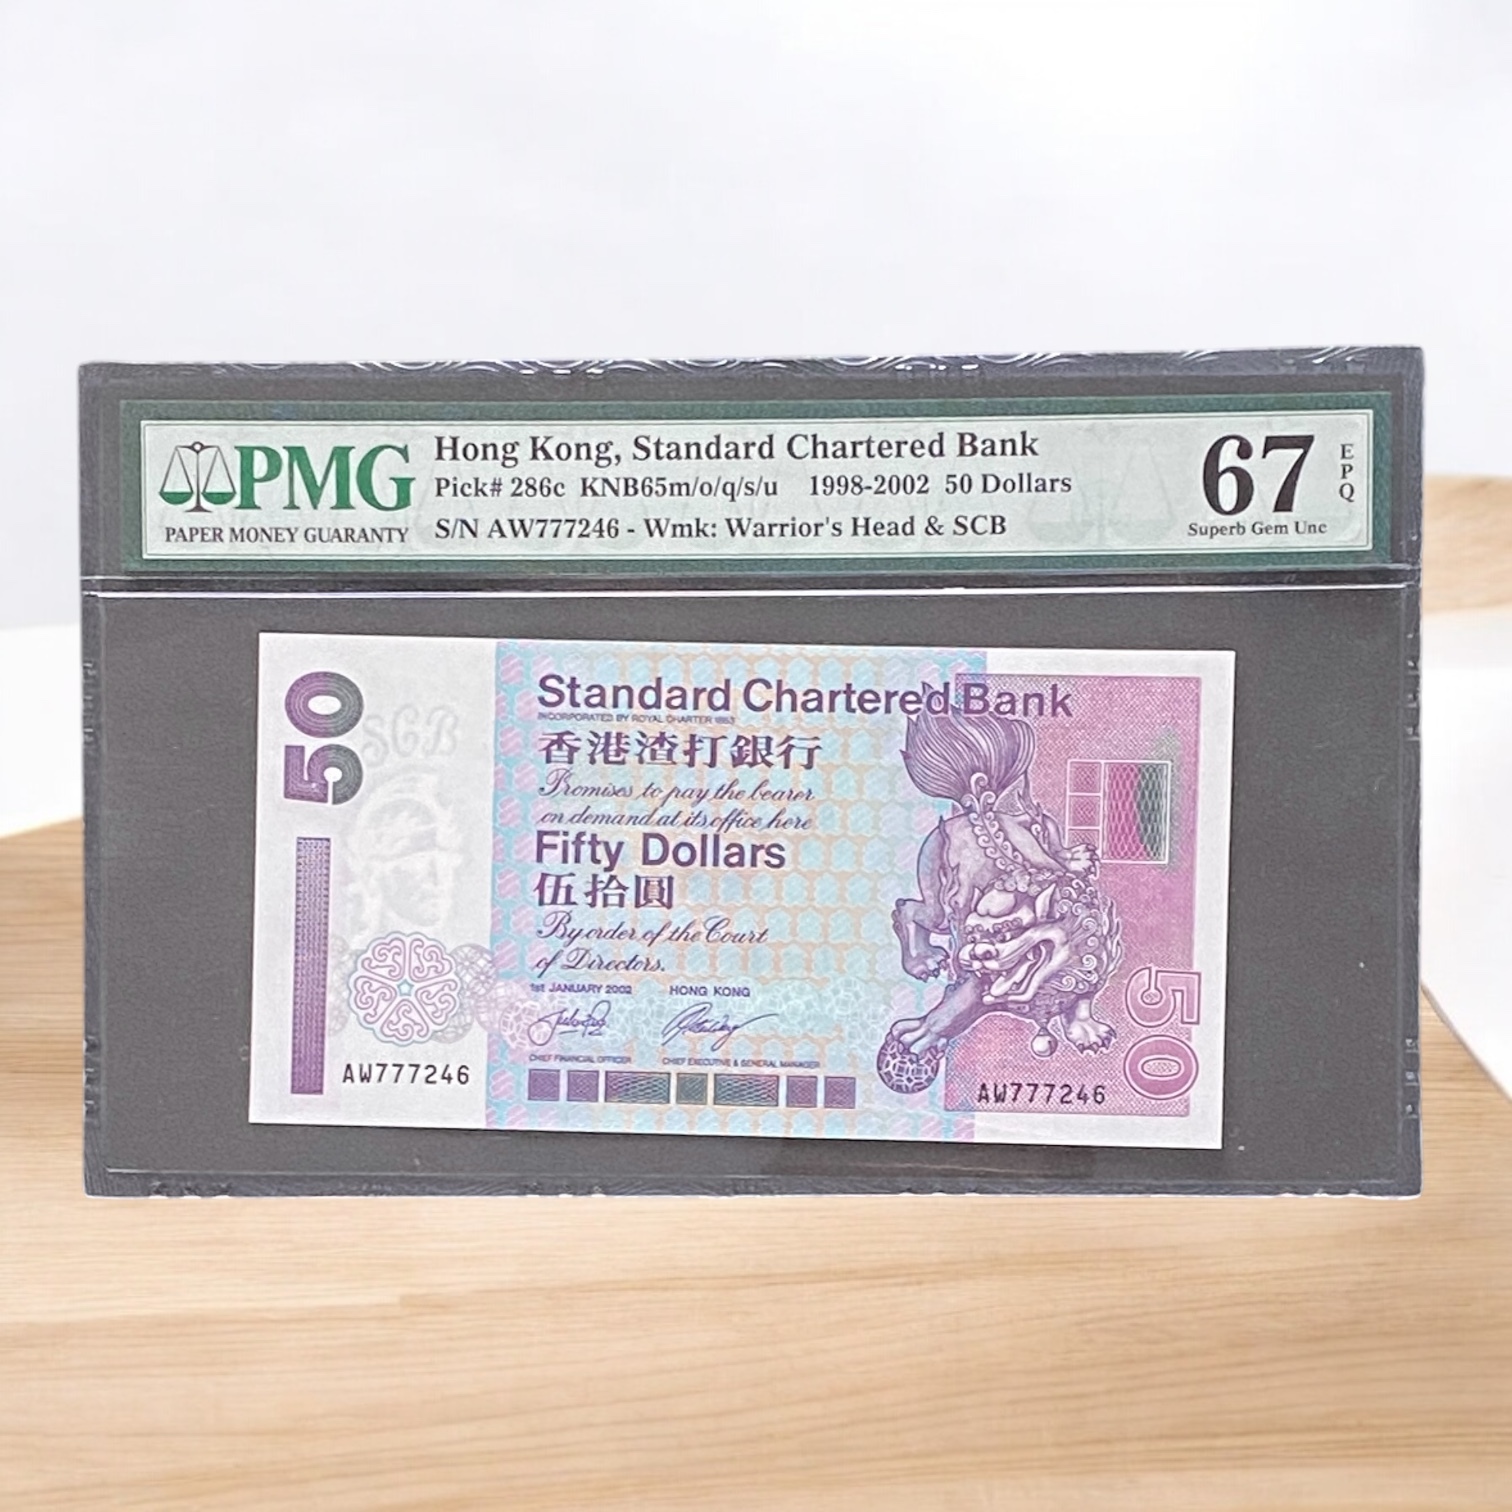 PMG
PAPER MONEY GUARANTY
Hong Kong, Standard Chartered Bank
Pick# 286c KNB65m/o/q/s/u 1998-2002 50 Dollars
S/N AW777246 - Wmk: Warrior's Head & SCB
67
EPQ
Superb Gem Unc
50
SCB
Standard Chartered Bank
INCORPORATED BY ROYAL CHARTER 1853
香港渣打銀行
Promises to pay the bearer
on demand at its office here
Fifty Dollars
伍拾圓
By order of the Court
of Directors.
1st JANUARY 2002 HONG KONG
CHIEF FINANCIAL OFFICER CHIEF EXECUTIVE & GENERAL MANAGER
AW777246
AW777246
50